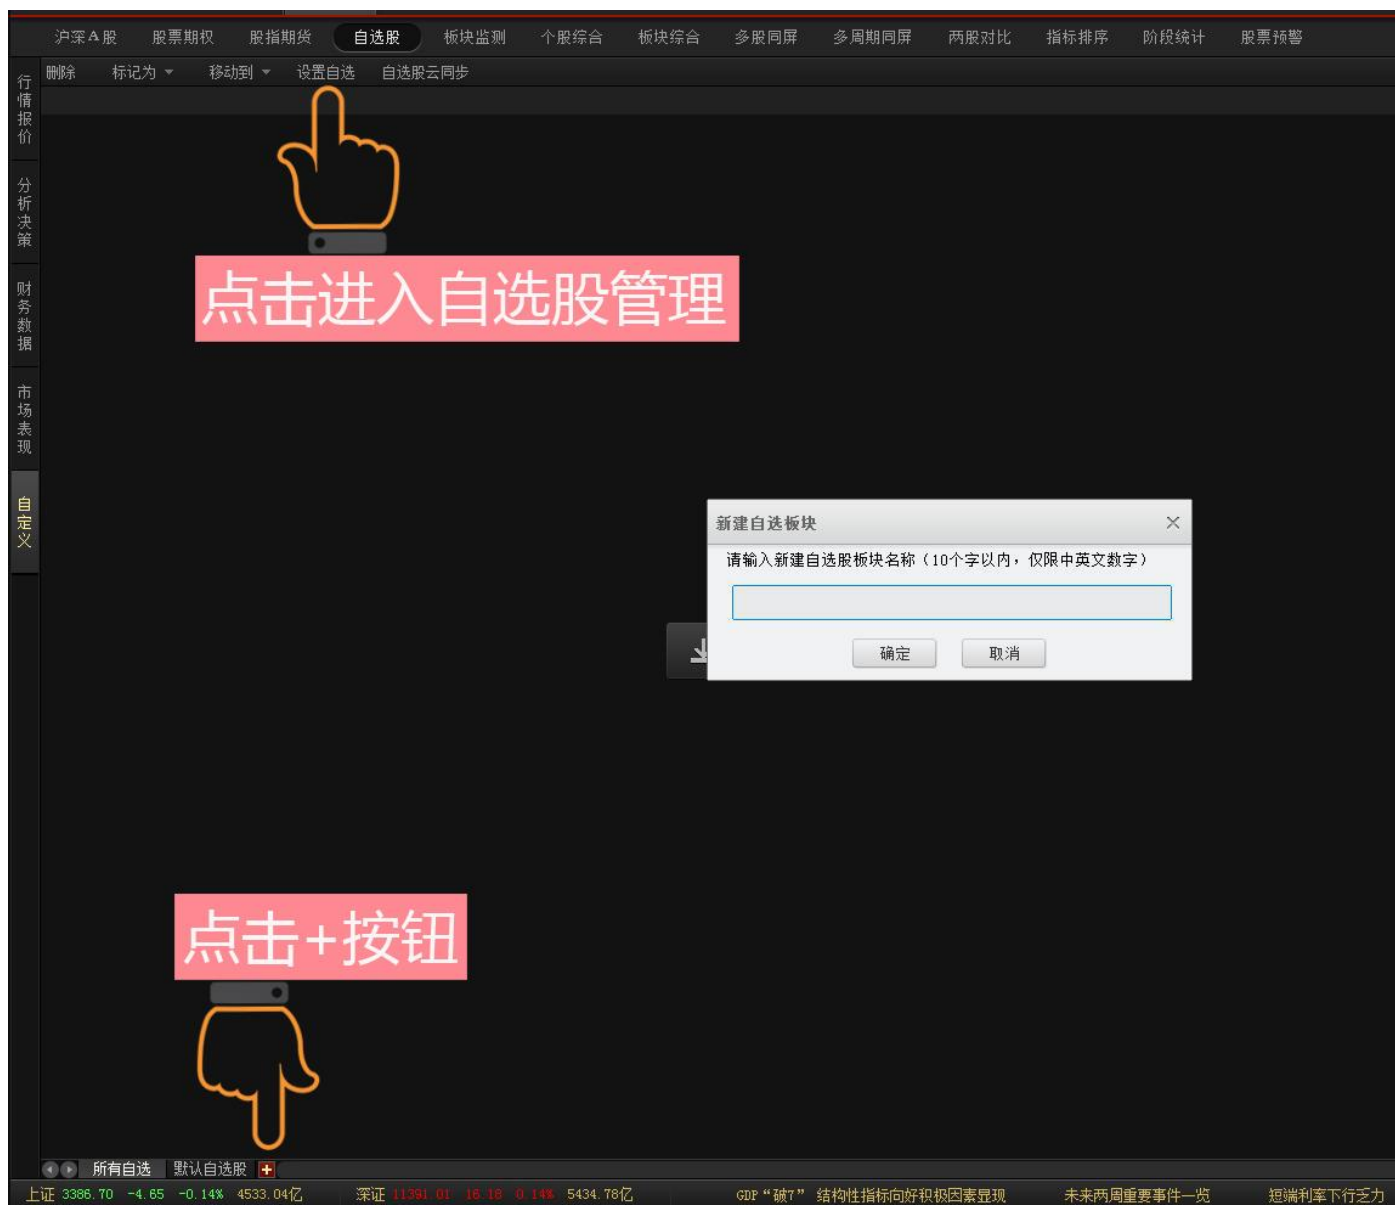 沪深A股 股票期权 股指期货 自选股 板块监测 个股综合 板块综合 多股同屏 多周期同屏 两股对比 指标排序 阶段统计 股票预警
删除 标记为 移动到 设置自选 自选股云同步
行情报价
分析决策
财务数据
市场表现
自定义
点击进入自选股管理
新建自选板块
请输入新建自选股板块名称(10个字以内,仅限中英文数字)
确定 取消
点击+按钮
所有自选 默认自选股 +
上证 3386.70 -4.65 -0.14% 4533.04亿 深证 11391.01 16.18 0.14% 5434.78亿 GDP“破7” 结构性指标向好积极因素显现 未来两周重要事件一览 短端利率下行乏力